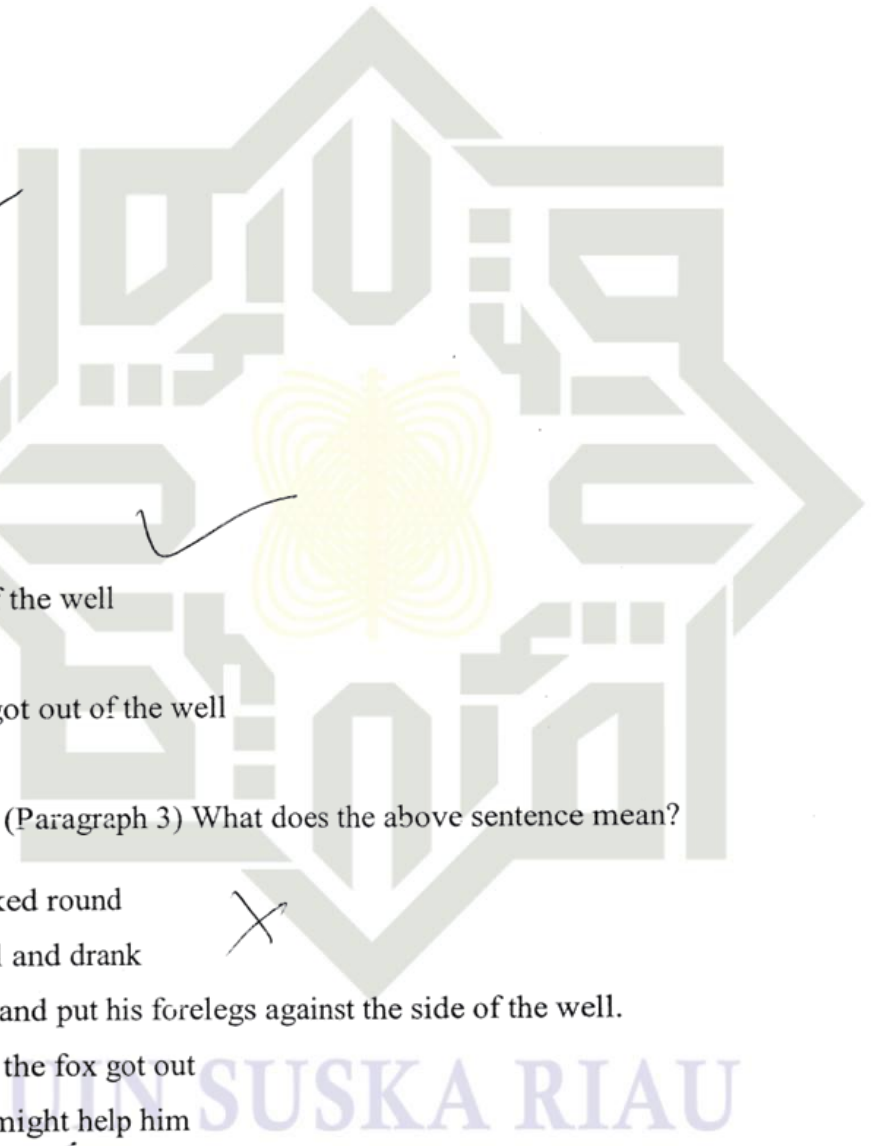 the well
got out of the well
(Paragraph 3) What does the above sentence mean?
ked round
and drank
and put his forelegs against the side of the well.
the fox got out
might help him
UIN SUSKA RIAU